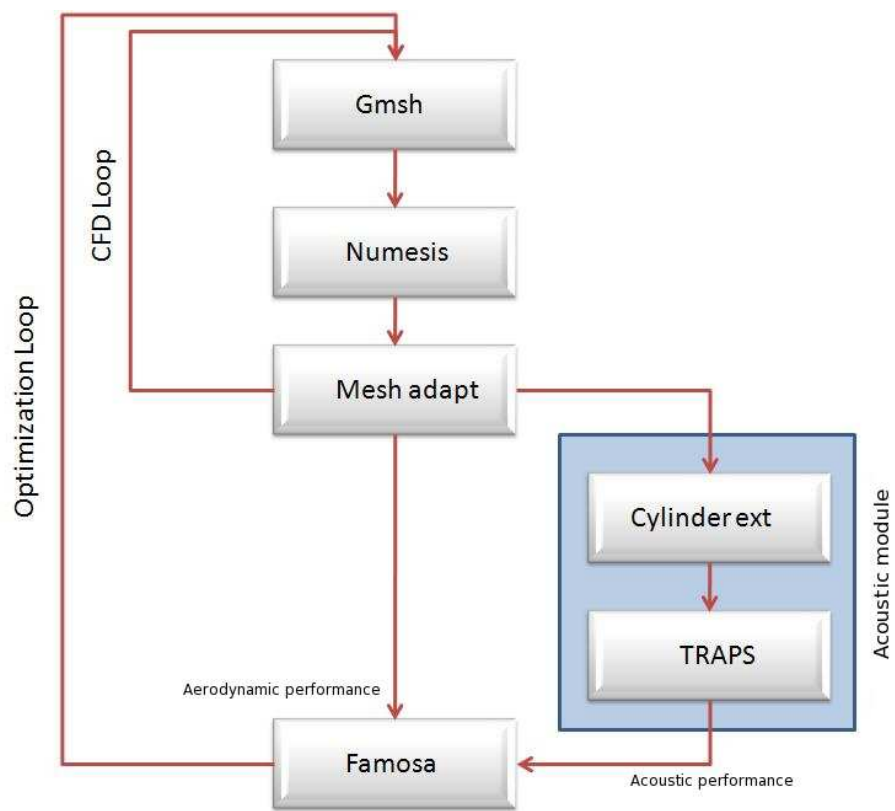 Gmsh
CFD Loop
Numesis
Optimization Loop
Mesh adapt
Cylinder ext
Acoustic module
TRAPS
Aerodynamic performance
Famosa
Acoustic performance